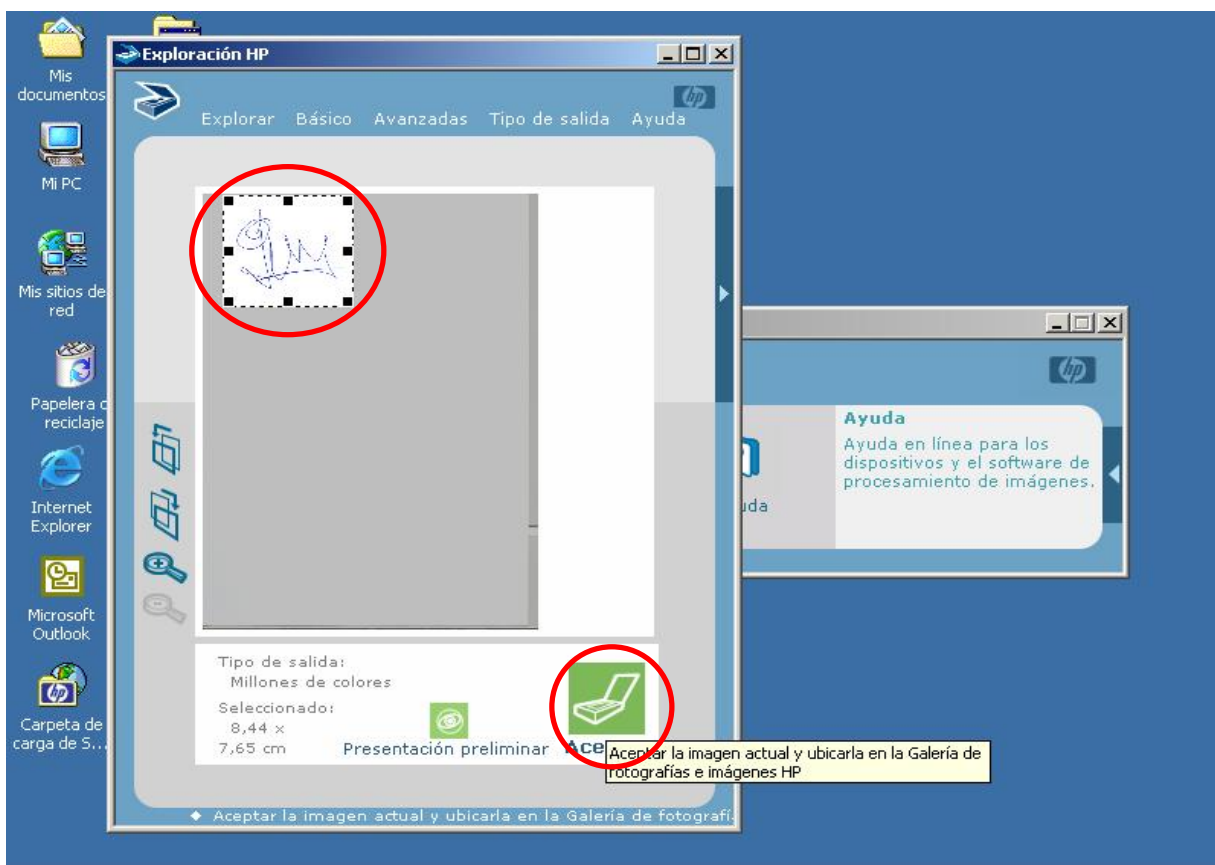 Mis
documentos
Mi PC
Mis sitios de
red
Papelera d
reciclaje
Internet
Explorer
Microsoft
Outlook
Carpeta de
carga de S...
Exploración HP
hp
Explorar Básico Avanzadas Tipo de salida Ayuda
Tipo de salida:
Millones de colores
Seleccionado:
8,44 x
7,65 cm
Presentación preliminar
Ace
Aceptar la imagen actual y ubicarla en la Galería de
fotografías e imágenes HP
Aceptar la imagen actual y ubicarla en la Galería de fotografí
hp
uda
Ayuda
Ayuda en línea para los
dispositivos y el software de
procesamiento de imágenes.
hp